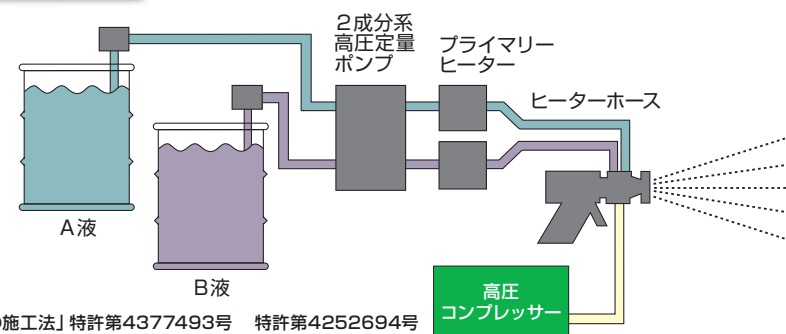 2成分系
高圧定量
ポンプ
プライマリー
ヒーター
ヒーターホース
A液
B液
高圧
コンプレッサー
施工法」特許第4377493号 特許第4252694号